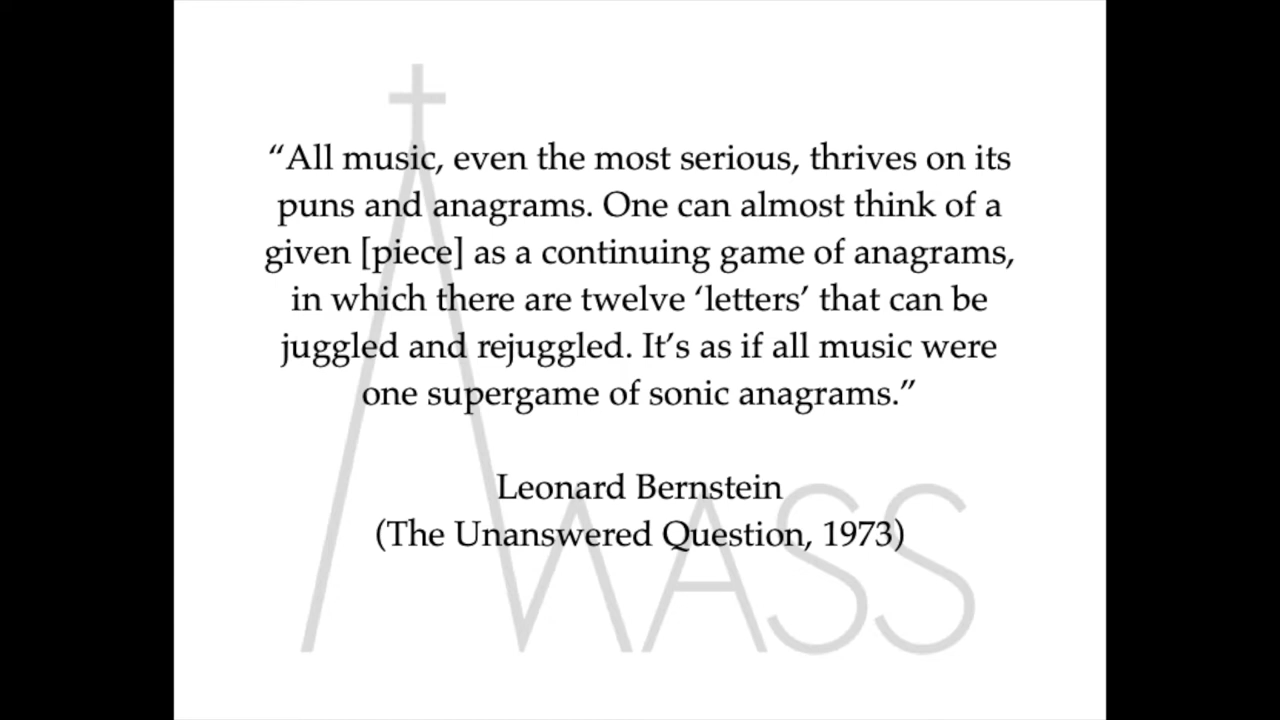 “All music, even the most serious, thrives on its
puns and anagrams. One can almost think of a
given [piece] as a continuing game of anagrams,
in which there are twelve ‘letters’ that can be
juggled and rejuggled. It’s as if all music were
one supergame of sonic anagrams.”
Leonard Bernstein
(The Unanswered Question, 1973)
MASS